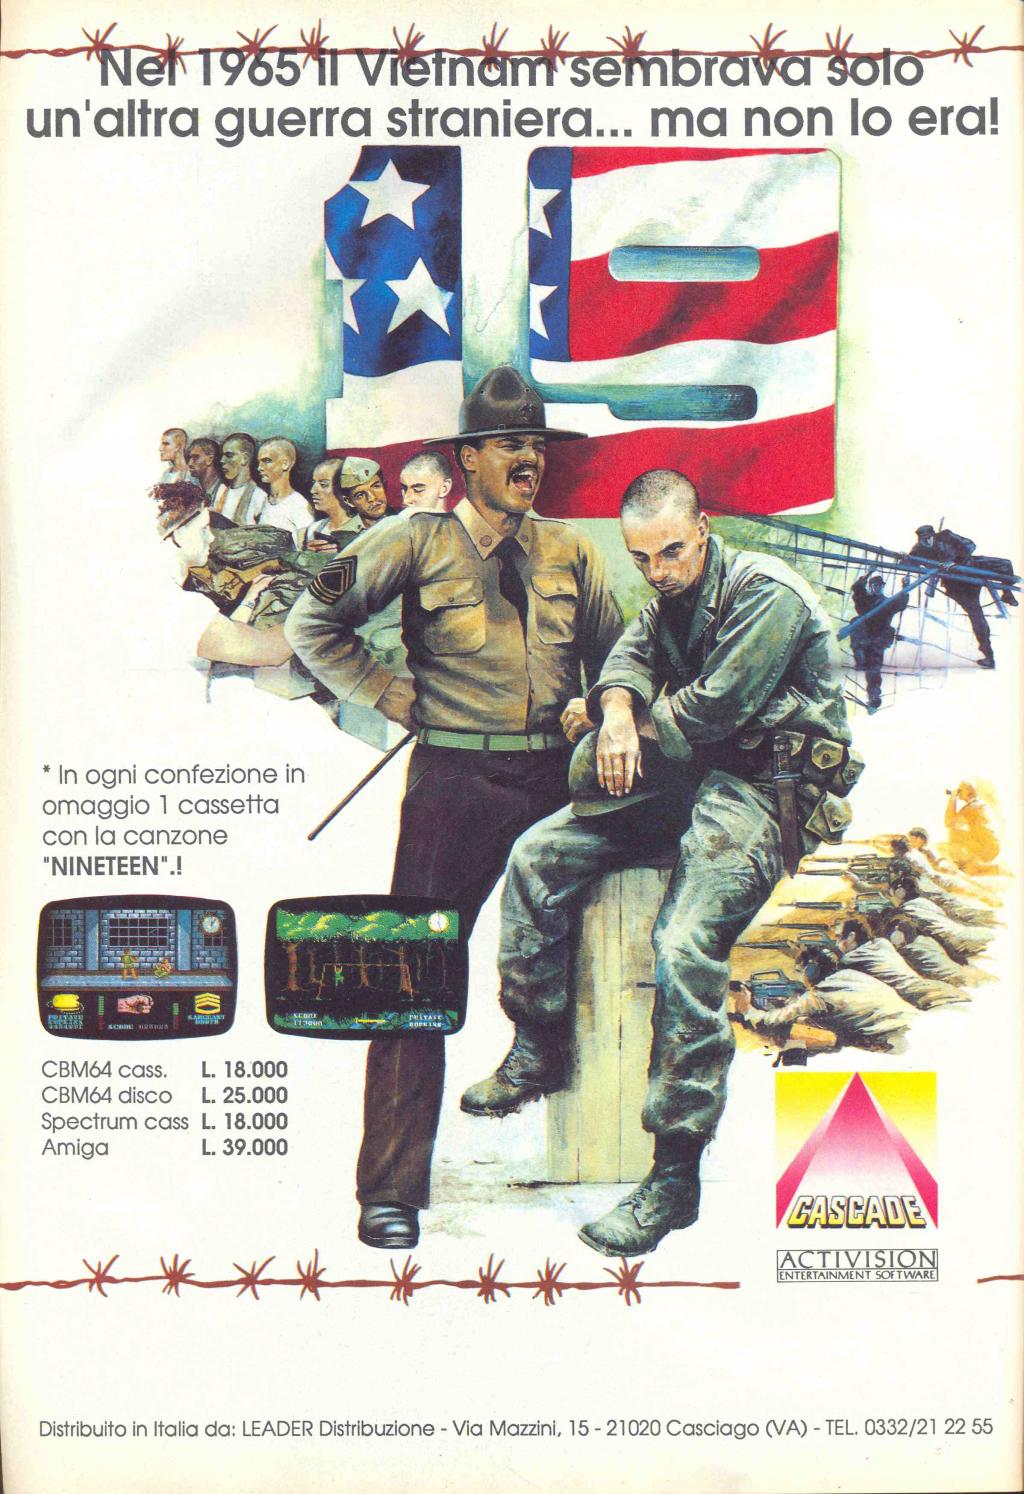 Nel 1965 il Vietnam sembrava solo
un'altra guerra straniera... ma non lo era!
19
* In ogni confezione in
omaggio 1 cassetta
con la canzone
"NINETEEN".!
SCORE
PRIVATE
CBM64 cass. L. 18.000
CBM64 disco L. 25.000
Spectrum cass L. 18.000
Amiga L. 39.000
CASCADE
ACTIVISION
ENTERTAINMENT SOFTWARE
Distribuito in Italia da: LEADER Distribuzione - Via Mazzini, 15 - 21020 Casciago (VA) - TEL. 0332/21 22 55